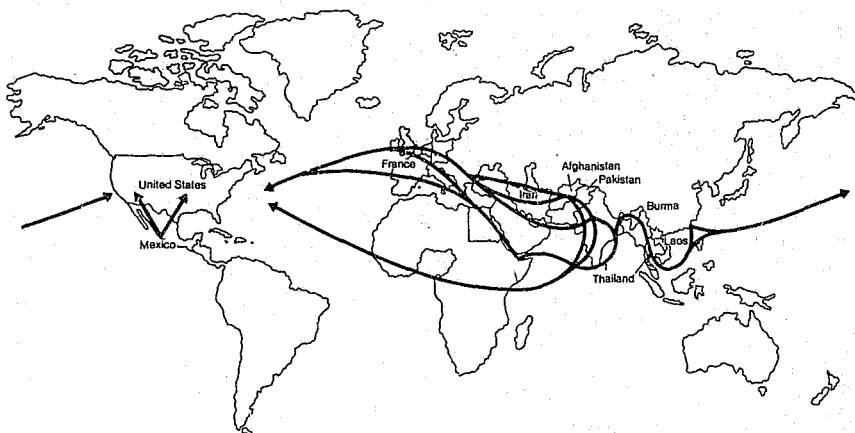 France
Afghanistan
Pakistan
United States
Iran
Burma
Mexico
Laos
Thailand